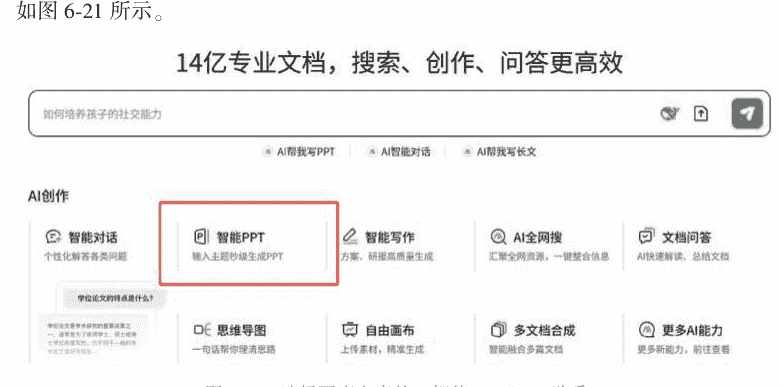 如图 6-21 所示。
14亿专业文档，搜索、创作、问答更高效
如何培养孩子的社交能力
AI帮我写PPT AI智能对话 AI帮我写长文
AI创作
智能对话 智能PPT 智能写作 AI全网搜 文档问答
个性化解答各类问题 输入主题秒级生成PPT 方案、研报高质量生成 汇聚全网资源，一键整合信息 AI快速解读、总结文档
学位论文的特点是什么?
思维导图 自由画布 多文档合成 更多AI能力
一句话帮你理清思路 上传素材，精准生成 智能融合多篇文档 更多新能力，前往查看